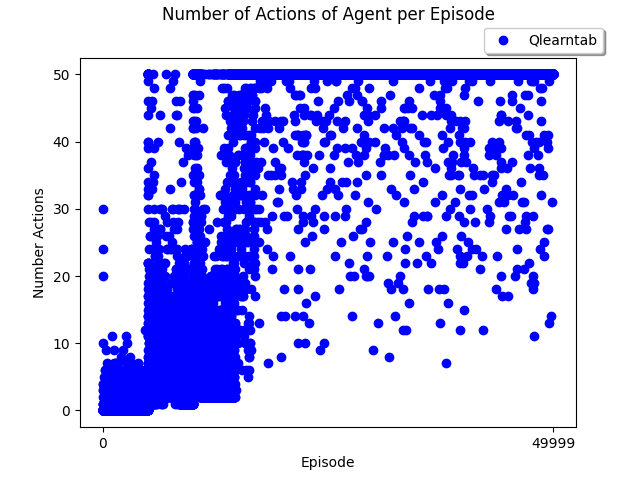 Number of Actions of Agent per Episode
Qlearntab
50
40
30
20
10
0
Number Actions
0 49999
Episode